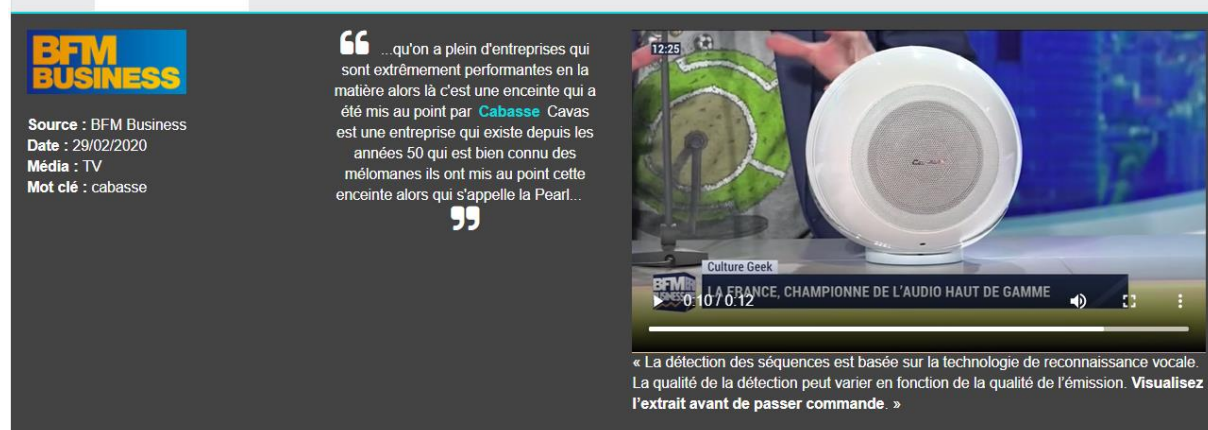 BFM
BUSINESS
Source : BFM Business
Date : 29/02/2020
Média : TV
Mot clé : cabasse
...qu'on a plein d'entreprises qui
sont extrêmement performantes en la
matière alors là c'est une enceinte qui a
été mis au point par Cabasse Cavas
est une entreprise qui existe depuis les
années 50 qui est bien connu des
mélomanes ils ont mis au point cette
enceinte alors qui s'appelle la Pearl...
12:25
Culture Geek
BFM
BUSINESS
LA FRANCE, CHAMPIONNE DE L'AUDIO HAUT DE GAMME
0:10 / 0:12
« La détection des séquences est basée sur la technologie de reconnaissance vocale.
La qualité de la détection peut varier en fonction de la qualité de l'émission. Visualisez
l'extrait avant de passer commande. »